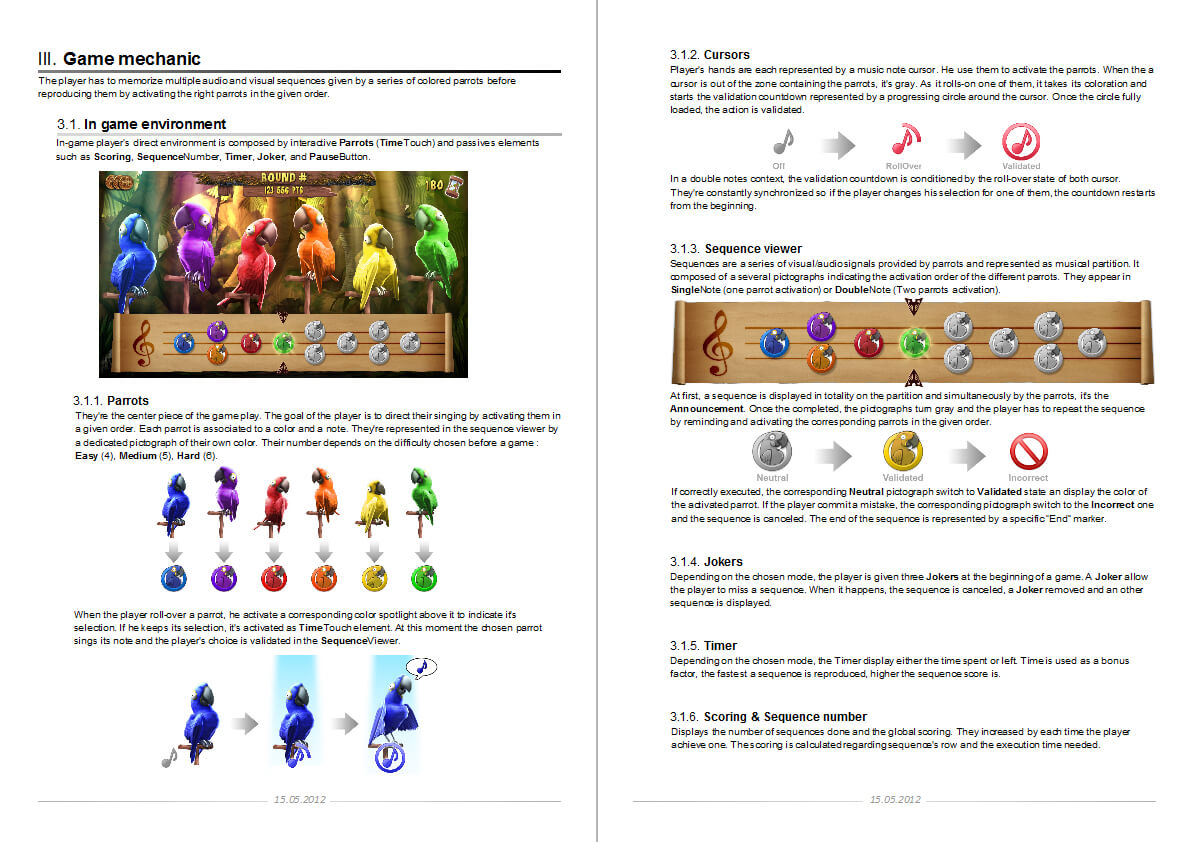 III. Game mechanic
The player has to memorize multiple audio and visual sequences given by a series of colored parrots before
reproducing them by activating the right parrots in the given order.
3.1. In game environment
In-game player's direct environment is composed by interactive Parrots (TimeTouch) and passives elements
such as Scoring, SequenceNumber, Timer, Joker, and PauseButton.
ROUND #
123 556 PTS
180
3.1.1. Parrots
They're the center piece of the game play. The goal of the player is to direct their singing by activating them in
a given order. Each parrot is associated to a color and a note. They're represented in the sequence viewer by
a dedicated pictograph of their own color. Their number depends on the difficulty chosen before a game :
Easy (4), Medium (5), Hard (6).
When the player roll-over a parrot, he activate a corresponding color spotlight above it to indicate it's
selection. If he keeps its selection, it's activated as TimeTouch element. At this moment the chosen parrot
sings its note and the player's choice is validated in the SequenceViewer.
15.05.2012
3.1.2. Cursors
Player's hands are each represented by a music note cursor. He use them to activate the parrots. When the a
cursor is out of the zone containing the parrots, it's gray. As it rolls-on one of them, it takes its coloration and
starts the validation countdown represented by a progressing circle around the cursor. Once the circle fully
loaded, the action is validated.
Off RollOver Validated
In a double notes context, the validation countdown is conditioned by the roll-over state of both cursor.
They're constantly synchronized so if the player changes his selection for one of them, the countdown restarts
from the beginning.
3.1.3. Sequence viewer
Sequences are a series of visual/audio signals provided by parrots and represented as musical partition. It
composed of a several pictographs indicating the activation order of the different parrots. They appear in
SingleNote (one parrot activation) or DoubleNote (Two parrots activation).
At first, a sequence is displayed in totality on the partition and simultaneously by the parrots, it's the
Announcement. Once the completed, the pictographs turn gray and the player has to repeat the sequence
by reminding and activating the corresponding parrots in the given order.
Neutral Validated Incorrect
If correctly executed, the corresponding Neutral pictograph switch to Validated state an display the color of
the activated parrot. If the player commit a mistake, the corresponding pictograph switch to the Incorrect one
and the sequence is canceled. The end of the sequence is represented by a specific “End” marker.
3.1.4. Jokers
Depending on the chosen mode, the player is given three Jokers at the beginning of a game. A Joker allow
the player to miss a sequence. When it happens, the sequence is canceled, a Joker removed and an other
sequence is displayed.
3.1.5. Timer
Depending on the chosen mode, the Timer display either the time spent or left. Time is used as a bonus
factor, the fastest a sequence is reproduced, higher the sequence score is.
3.1.6. Scoring & Sequence number
Displays the number of sequences done and the global scoring. They increased by each time the player
achieve one. The scoring is calculated regarding sequence's row and the execution time needed.
15.05.2012